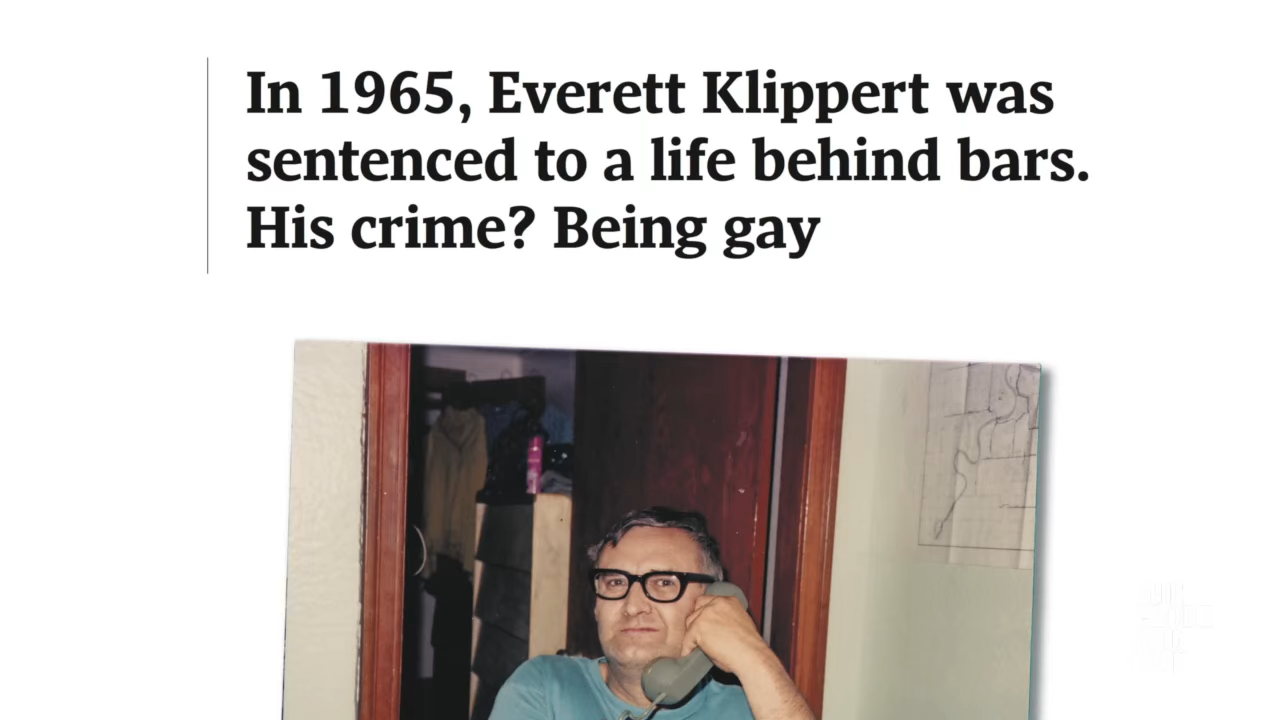 In 1965, Everett Klippert was
sentenced to a life behind bars.
His crime? Being gay